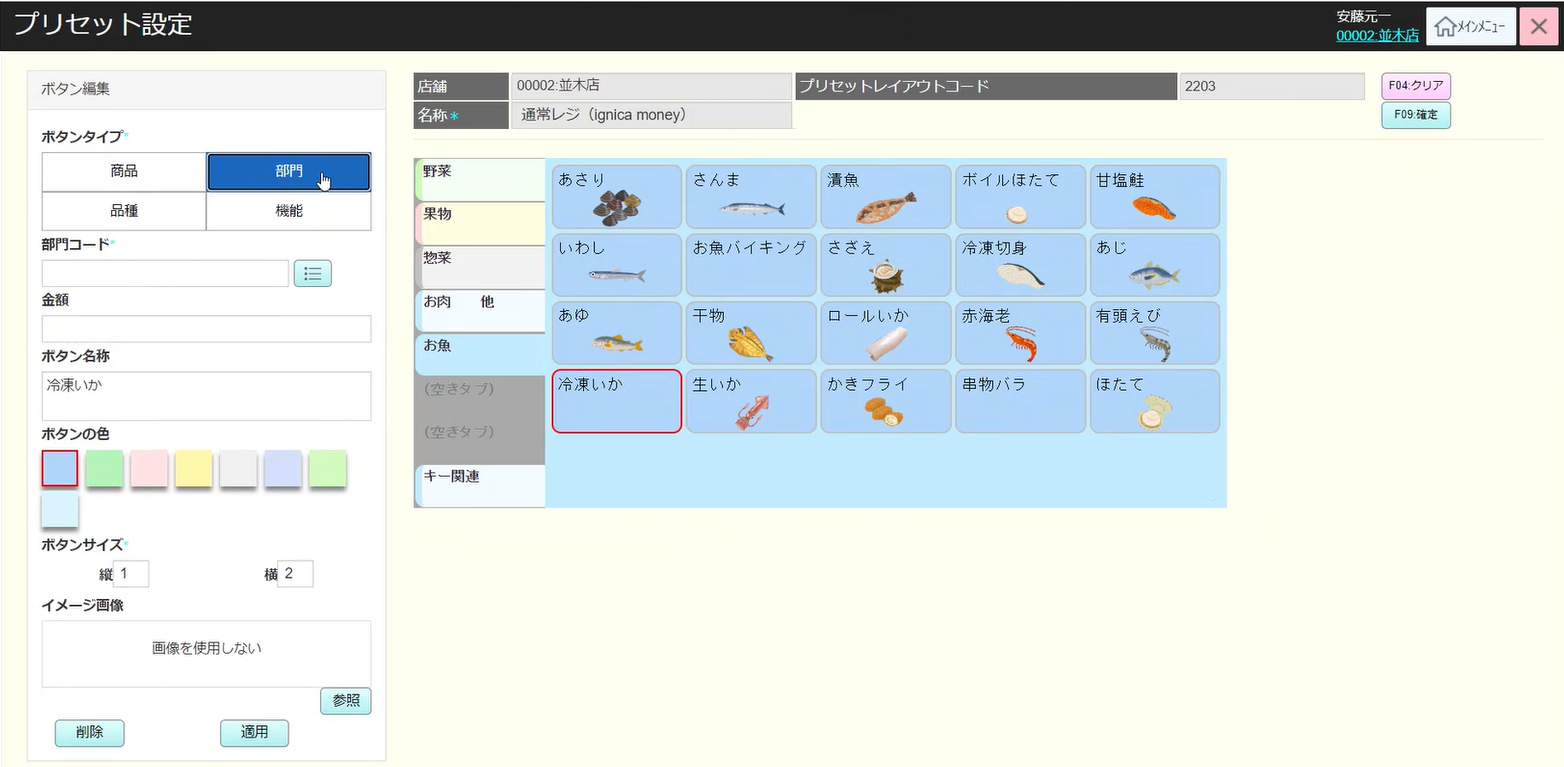 プリセット設定
安藤元一
00002:並木店
メインメニュー
ボタン編集
ボタンタイプ*
商品
部門
品種
機能
部門コード*
金額
ボタン名称
冷凍いか
ボタンの色
ボタンサイズ*
縦 1
横 2
イメージ画像
画像を使用しない
参照
削除
適用
店舗
00002:並木店
プリセットレイアウトコード
2203
F04:クリア
名称*
通常レジ（ignica money）
F09:確定
野菜
果物
惣菜
お肉　他
お魚
(空きタブ)
(空きタブ)
キー関連
あさり
さんま
漬魚
ボイルほたて
甘塩鮭
いわし
お魚バイキング
さざえ
冷凍切身
あじ
あゆ
干物
ロールいか
赤海老
有頭えび
冷凍いか
生いか
かきフライ
串物バラ
ほたて